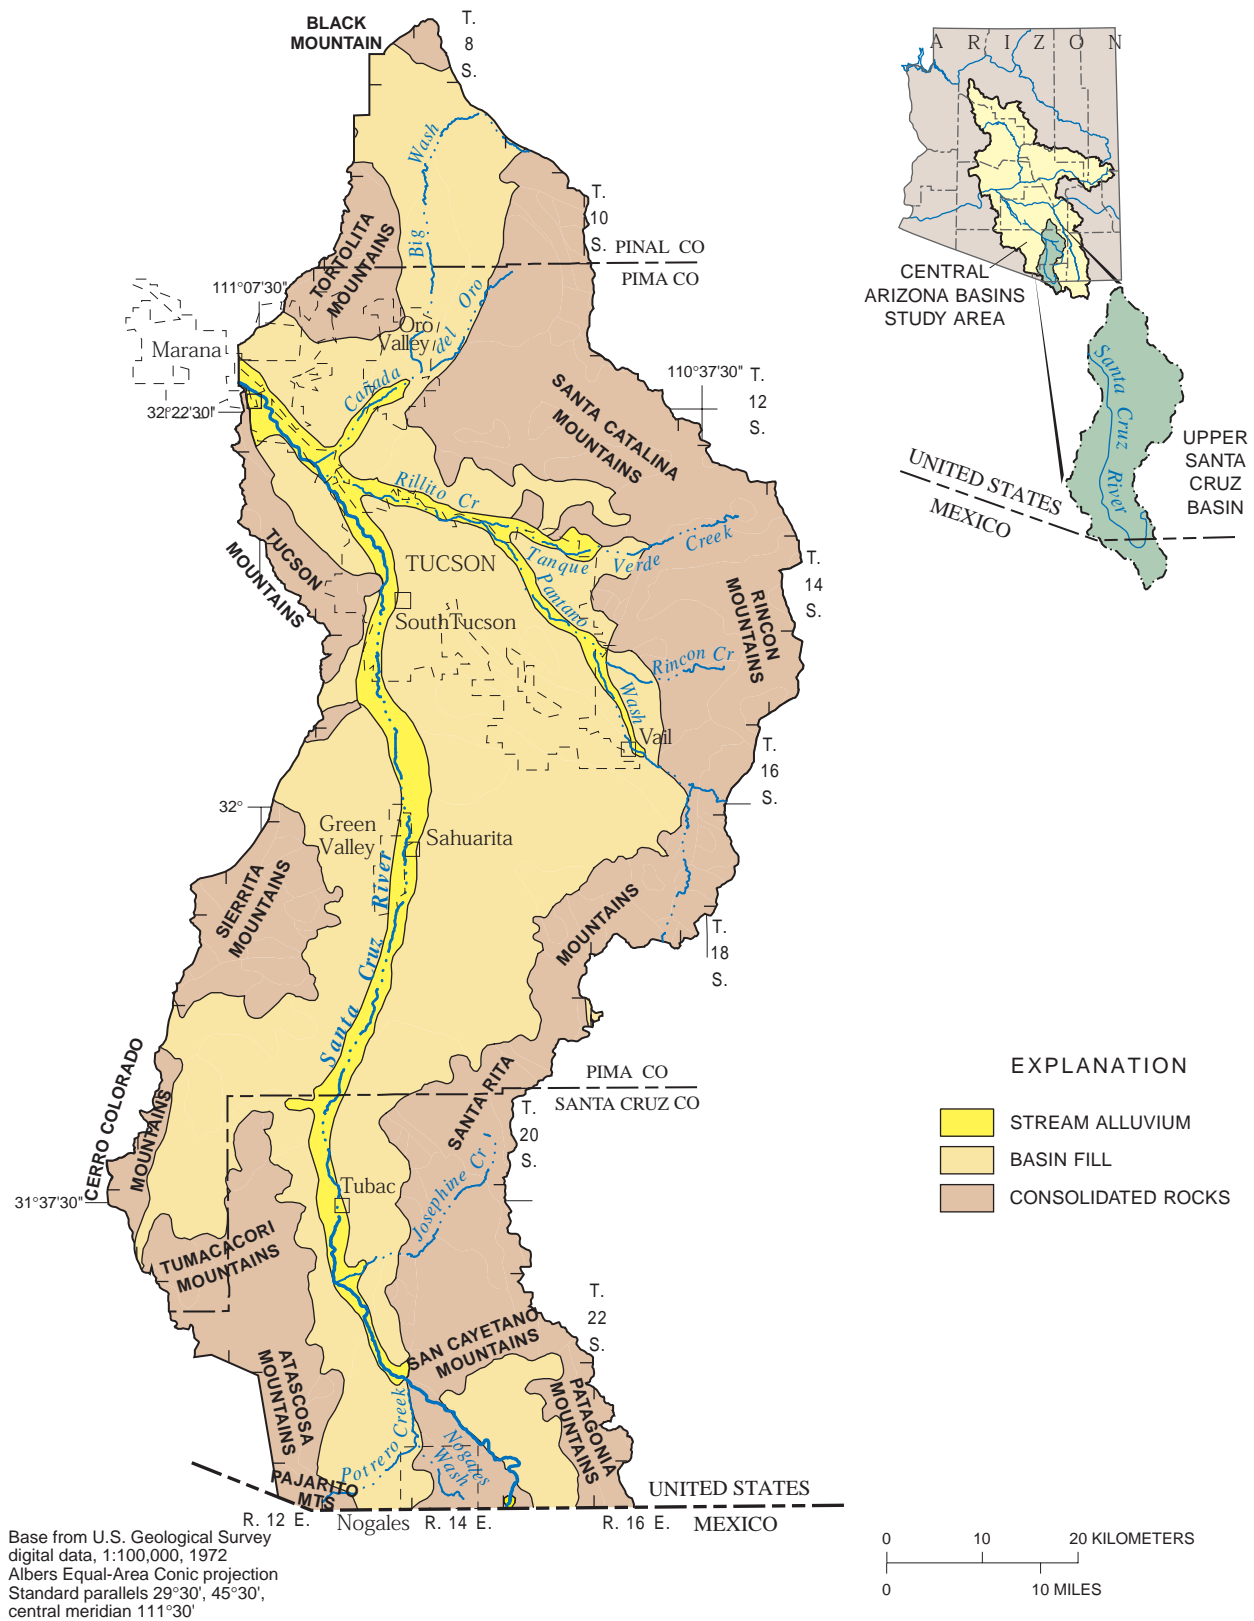 BLACK
MOUNTAIN
T.
8
S.
Big Wash
TORTOLITA
MOUNTAINS
T.
10
S.
PINAL CO
PIMA CO
111°07'30"
Marana
32°22'30"
Oro
Valley
Cañada del Oro
SANTA CATALINA
MOUNTAINS
110°37'30"
T.
12
S.
Rillito Cr
TUCSON
MOUNTAINS
TUCSON
Tanque Verde Creek
Pantano Wash
South Tucson
RINCON
MOUNTAINS
T.
14
S.
Rincon Cr
Vail
T.
16
S.
32°
Green
Valley
Sahuarita
Santa Cruz River
SIERRITA
MOUNTAINS
SANTA RITA MOUNTAINS
T.
18
S.
CERRO COLORADO
MOUNTAINS
PIMA CO
SANTA CRUZ CO
T.
20
S.
31°37'30"
Tubac
Josephine Cr
TUMACACORI
MOUNTAINS
T.
22
S.
SAN CAYETANO
MOUNTAINS
ATASCOSA
MOUNTAINS
PATAGONIA
MOUNTAINS
Potrero Creek
Nogales
Wash
PAJARITO
MTS
UNITED STATES
MEXICO
R. 12 E.
Nogales
R. 14 E.
R. 16 E.
Base from U.S. Geological Survey
digital data, 1:100,000, 1972
Albers Equal-Area Conic projection
Standard parallels 29°30', 45°30',
central meridian 111°30'
ARIZON
CENTRAL
ARIZONA BASINS
STUDY AREA
Santa Cruz River
UPPER
SANTA
CRUZ
BASIN
UNITED STATES
MEXICO
EXPLANATION
STREAM ALLUVIUM
BASIN FILL
CONSOLIDATED ROCKS
0 10 20 KILOMETERS
0 10 MILES